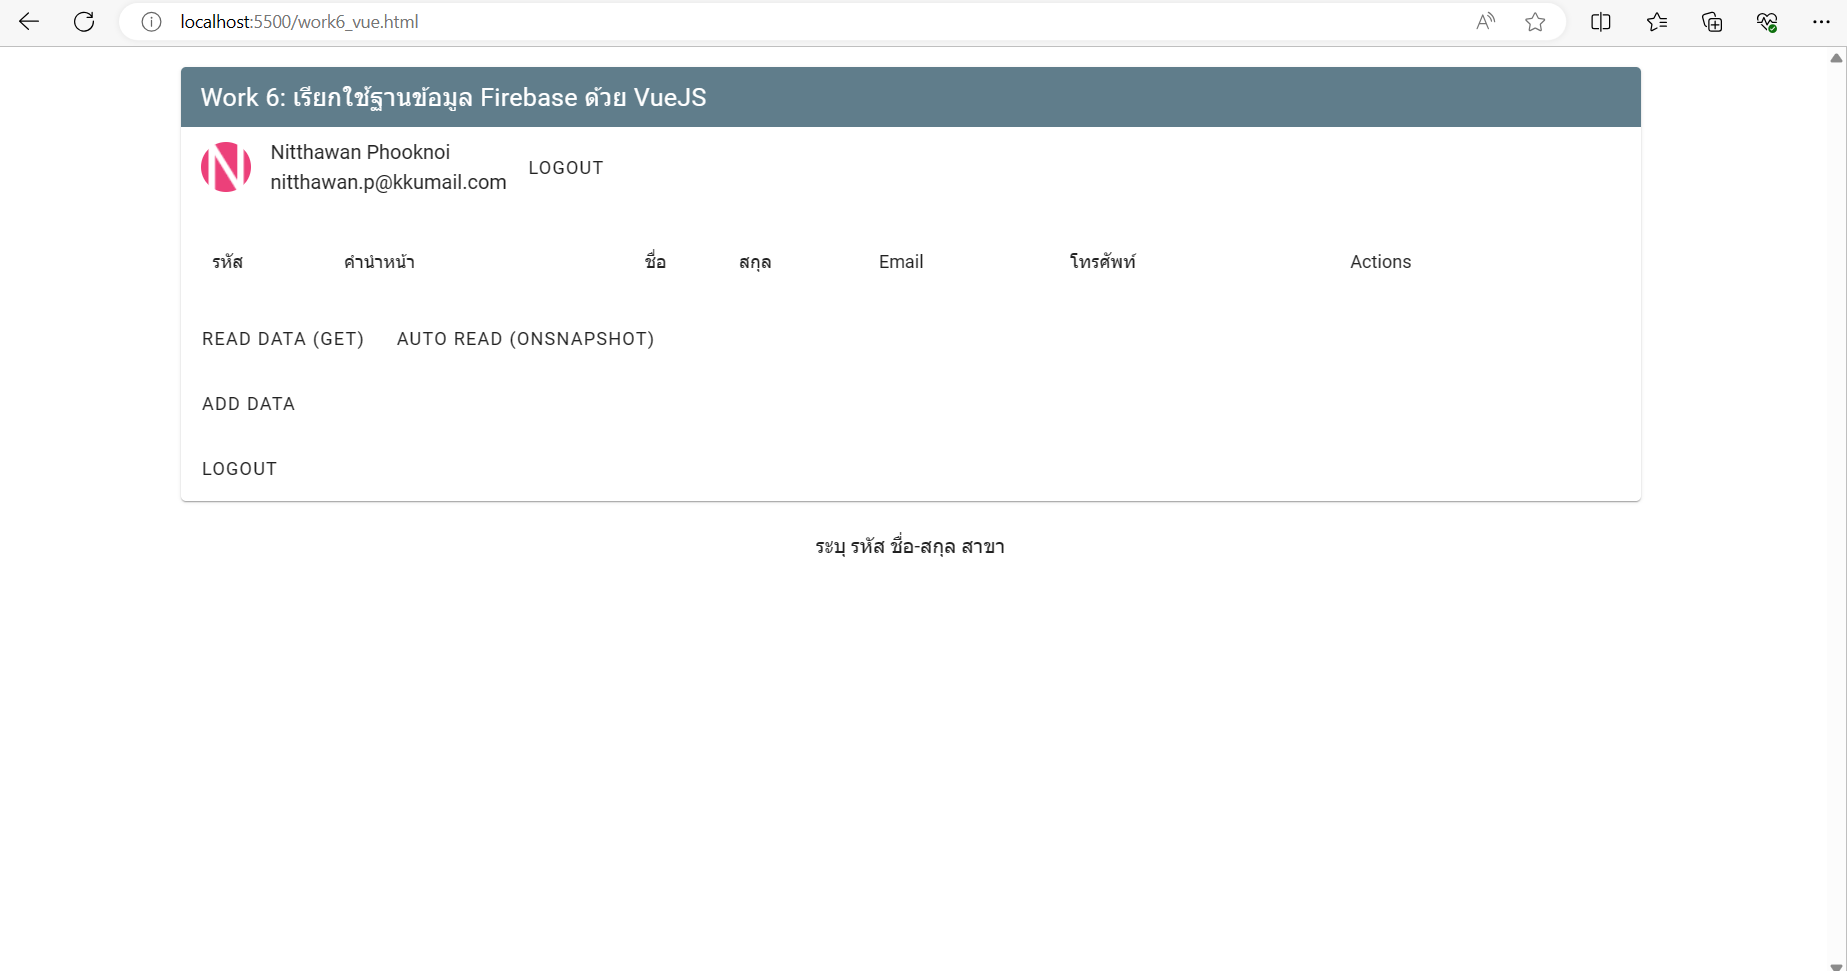 localhost:5500/work6_vue.html
Work 6: เรียกใช้ฐานข้อมูล Firebase ด้วย VueJS
N
Nitthawan Phooknoi
nitthawan.p@kkumail.com
LOGOUT
รหัส คำนำหน้า ชื่อ สกุล Email โทรศัพท์ Actions
READ DATA (GET) AUTO READ (ONSNAPSHOT)
ADD DATA
LOGOUT
ระบุ รหัส ชื่อ-สกุล สาขา